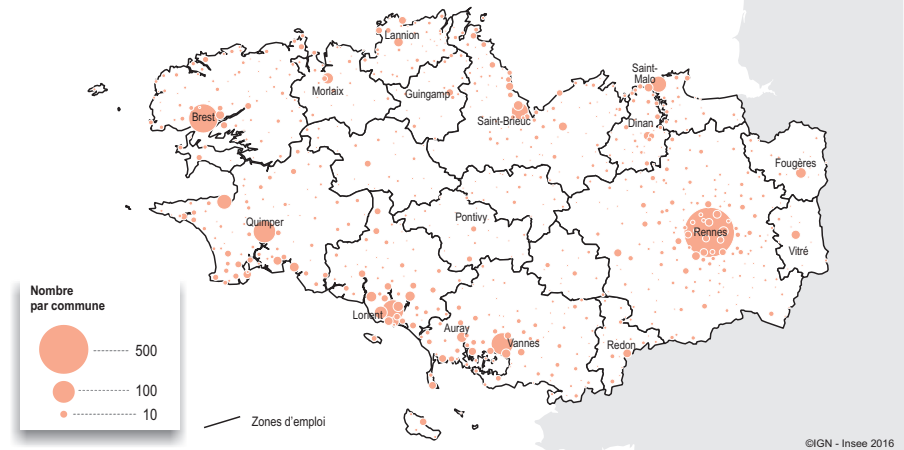 Lannion
Saint-
Malo
Morlaix
Guingamp
Brest
Saint-Brieuc
Dinan
Fougères
Pontivy
Quimper
Rennes
Vitré
Lorient
Auray
Vannes
Redon
Nombre
par commune
500
100
10
Zones d'emploi
©IGN - Insee 2016